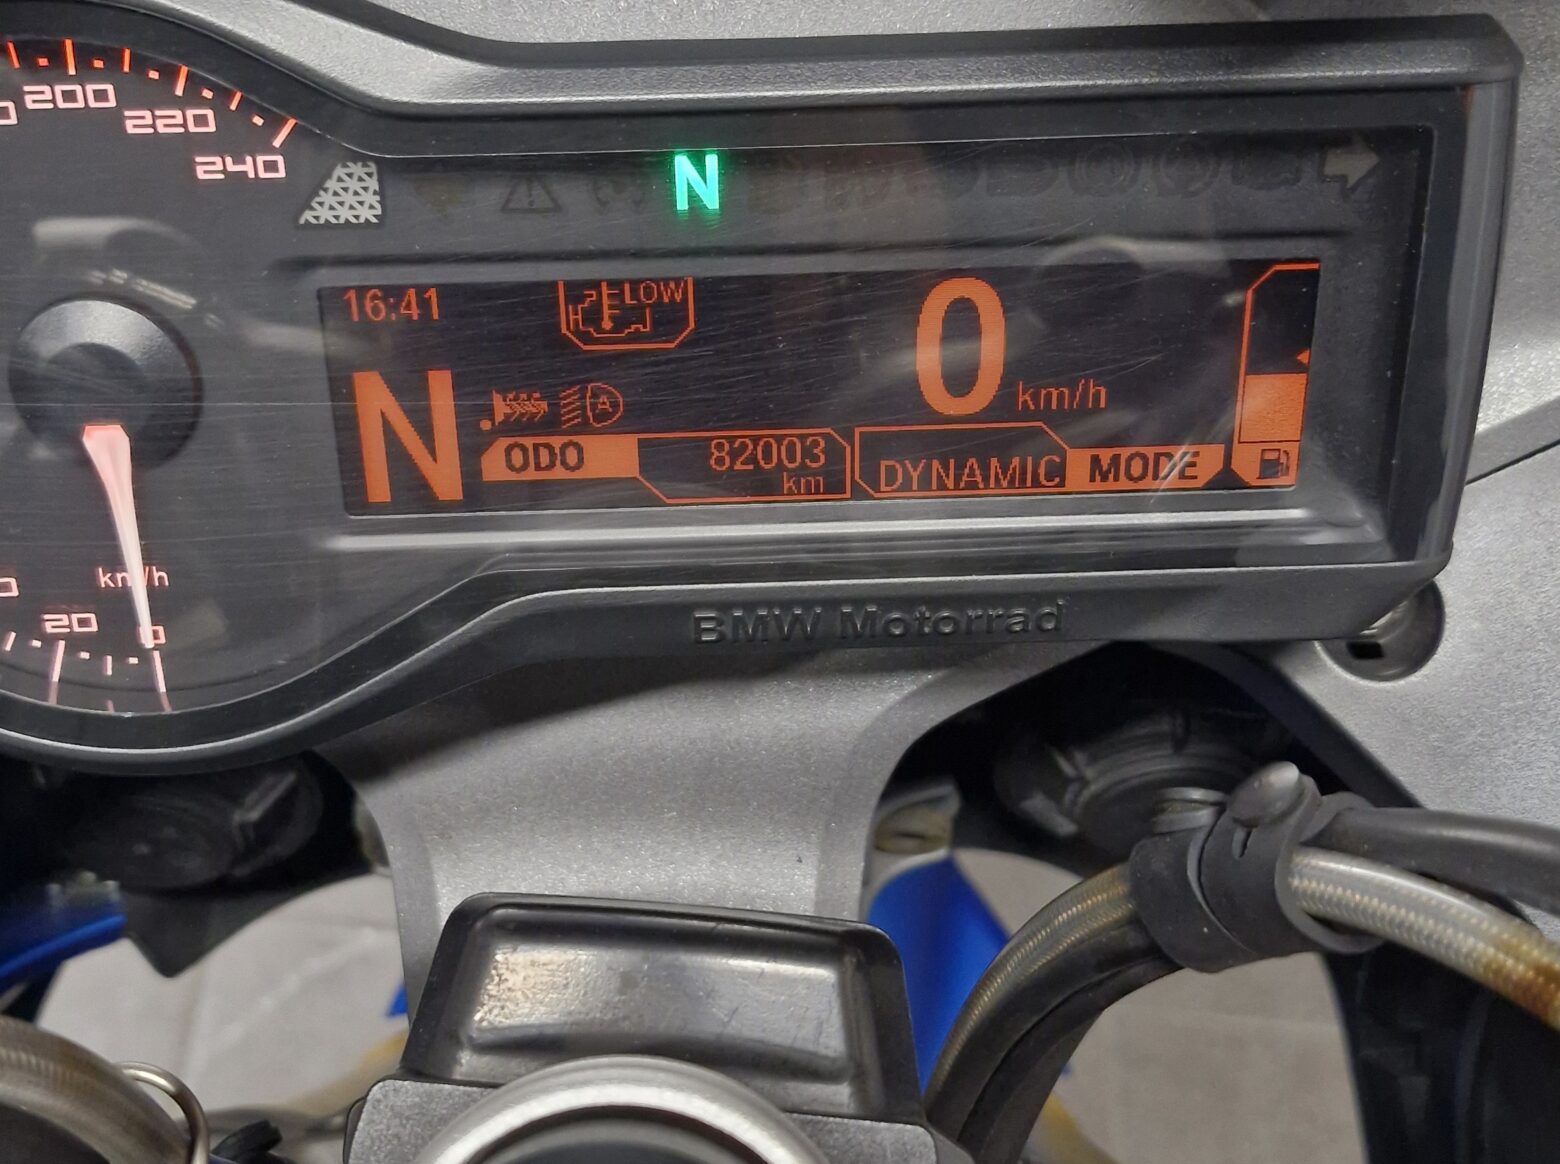 200
220
240
N
16:41
LOW
0
km/h
N
A
ODO
82003
km
DYNAMIC
MODE
km/h
20
0
BMW Motorrad